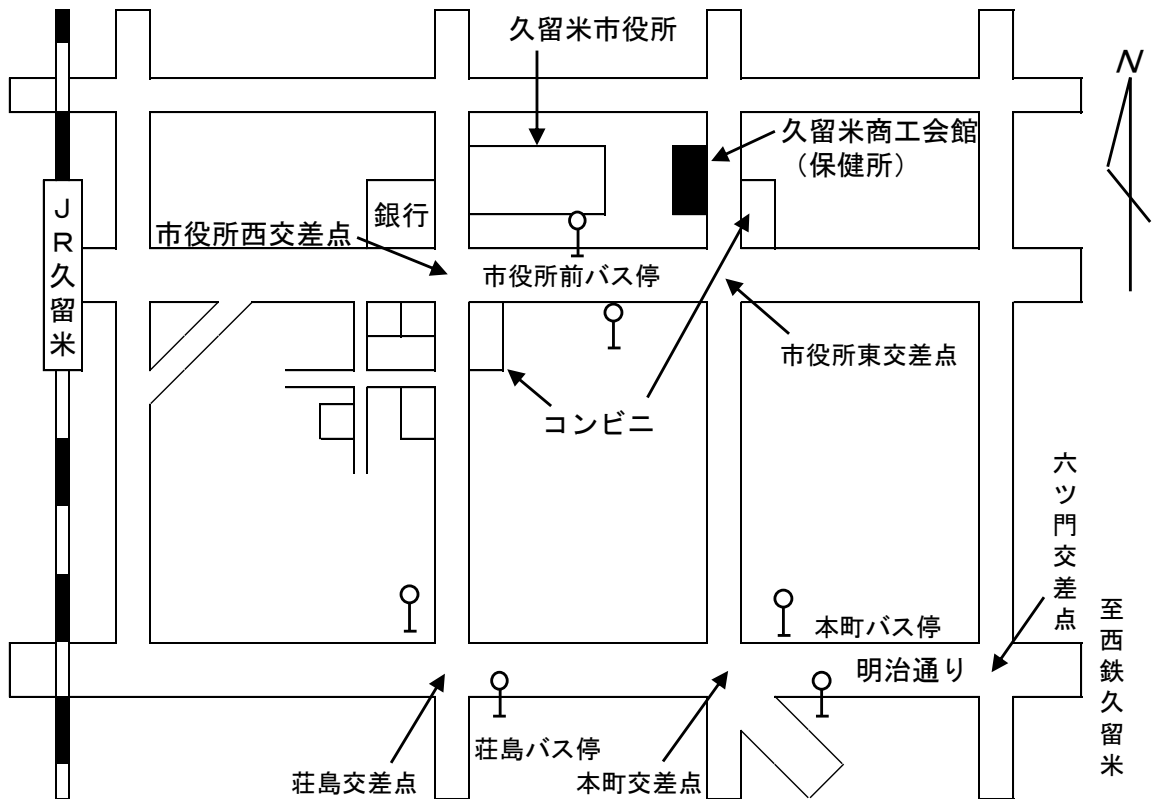 久留米市役所
N
久留米商工会館
（保健所）
JR久留米
銀行
市役所西交差点
市役所前バス停
市役所東交差点
コンビニ
六ツ門交差点
至西鉄久留米
本町バス停
明治通り
荘島バス停
荘島交差点
本町交差点